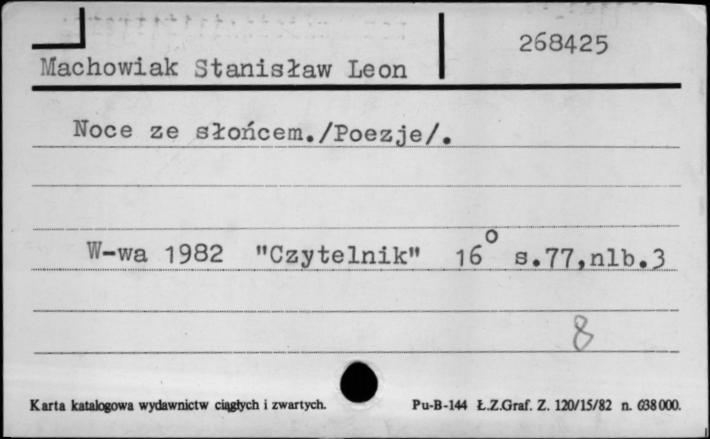 268425
Machowiak Stanisław Leon
Noce ze słońcem./Poezje/.
W-wa 1982 "Czytelnik" 16° s.77,nlb.3
8
Karta katalogowa wydawnictw ciągłych i zwartych. Pu-B-144 Ł.Z.Graf. Z. 120/15/82 n. 638000.